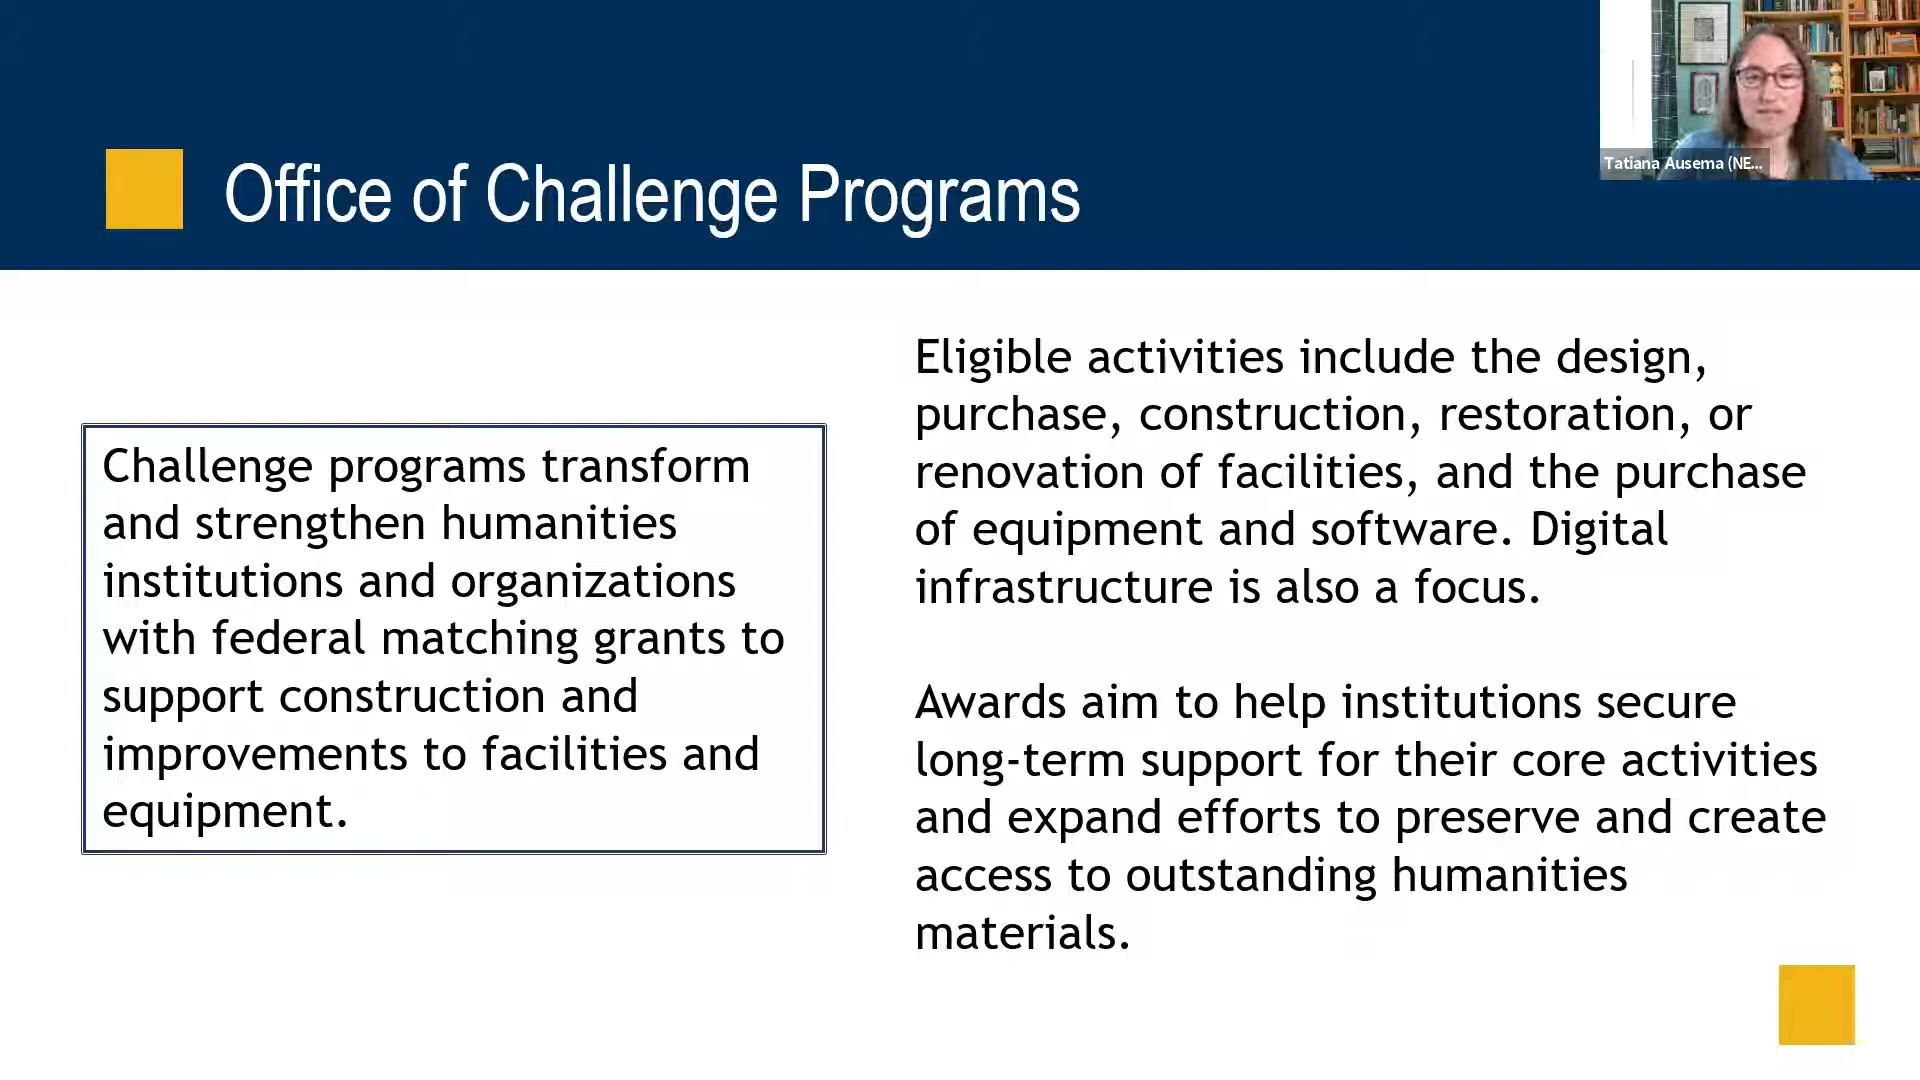 Office of Challenge Programs
Tatiana Ausema (NE...
Challenge programs transform
and strengthen humanities
institutions and organizations
with federal matching grants to
support construction and
improvements to facilities and
equipment.
Eligible activities include the design,
purchase, construction, restoration, or
renovation of facilities, and the purchase
of equipment and software. Digital
infrastructure is also a focus.
Awards aim to help institutions secure
long-term support for their core activities
and expand efforts to preserve and create
access to outstanding humanities
materials.